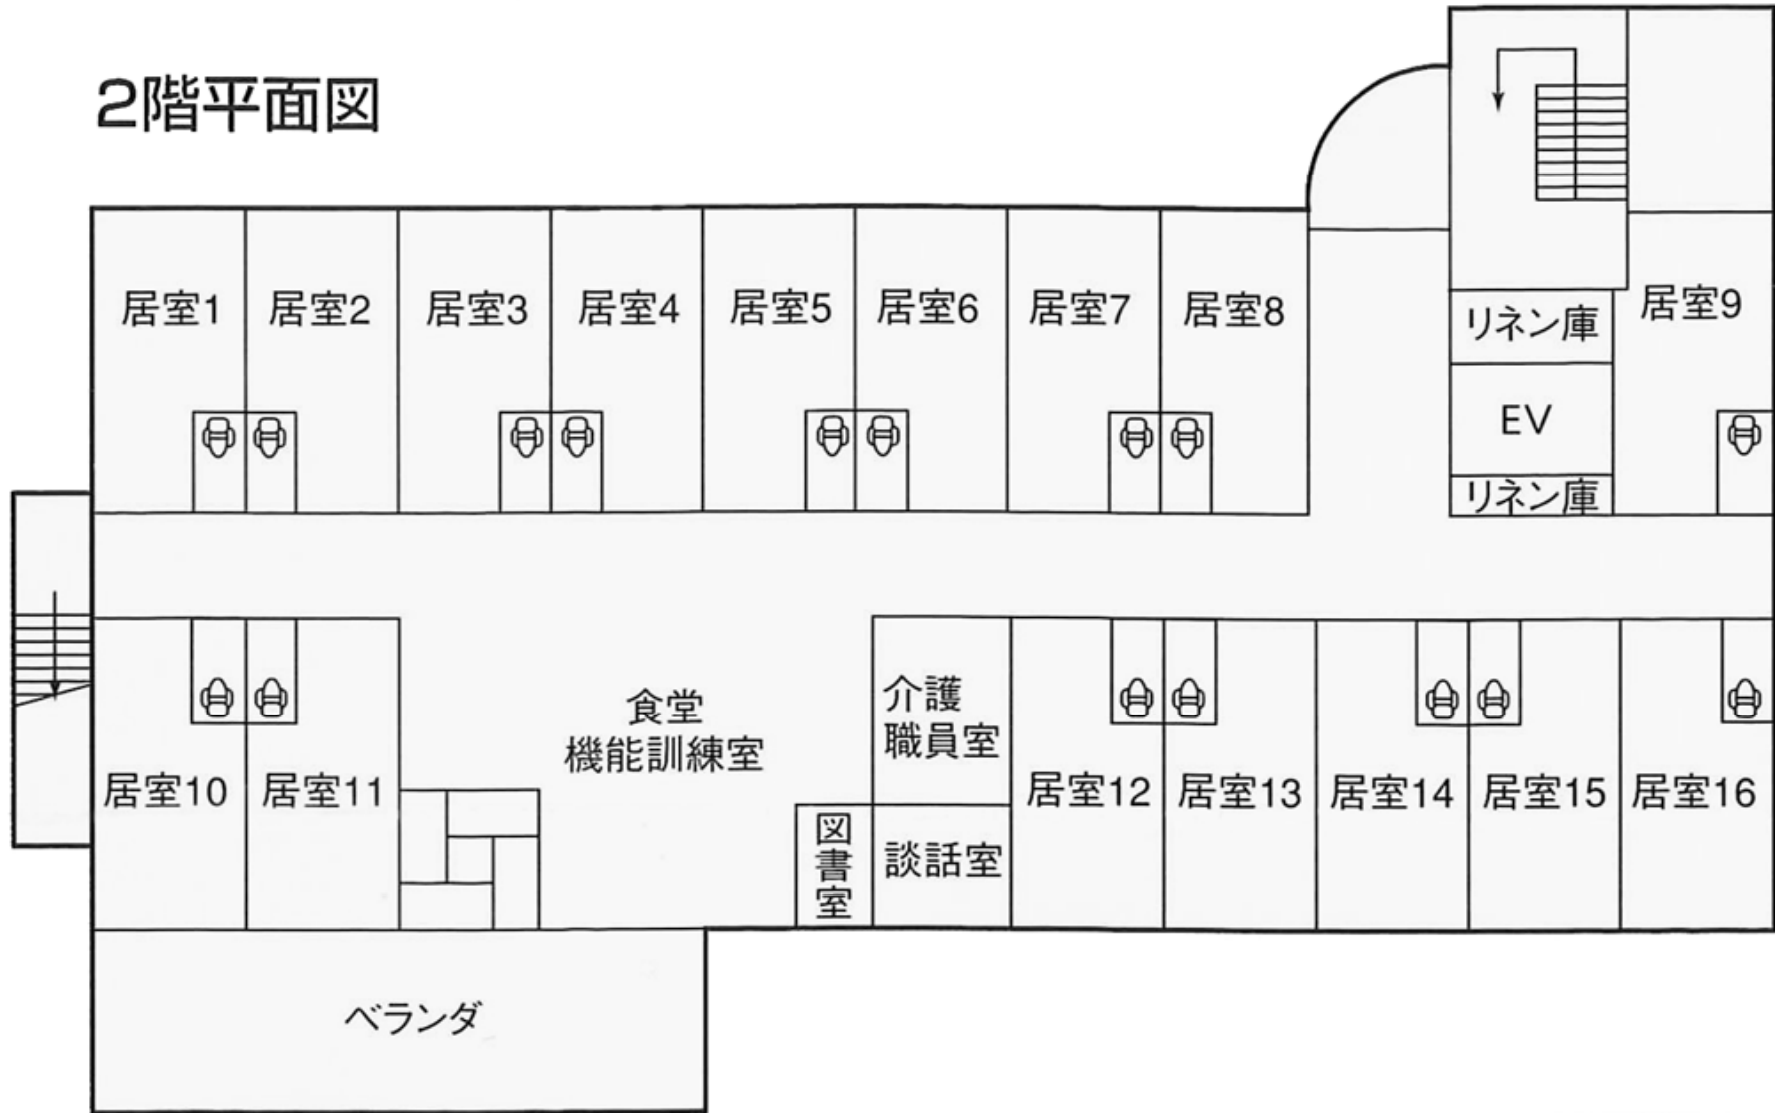 2階平面図
居室1
居室2
居室3
居室4
居室5
居室6
居室7
居室8
リネン庫
居室9
EV
リネン庫
食堂
機能訓練室
介護
職員室
居室10
居室11
図書室
談話室
居室12
居室13
居室14
居室15
居室16
ベランダ